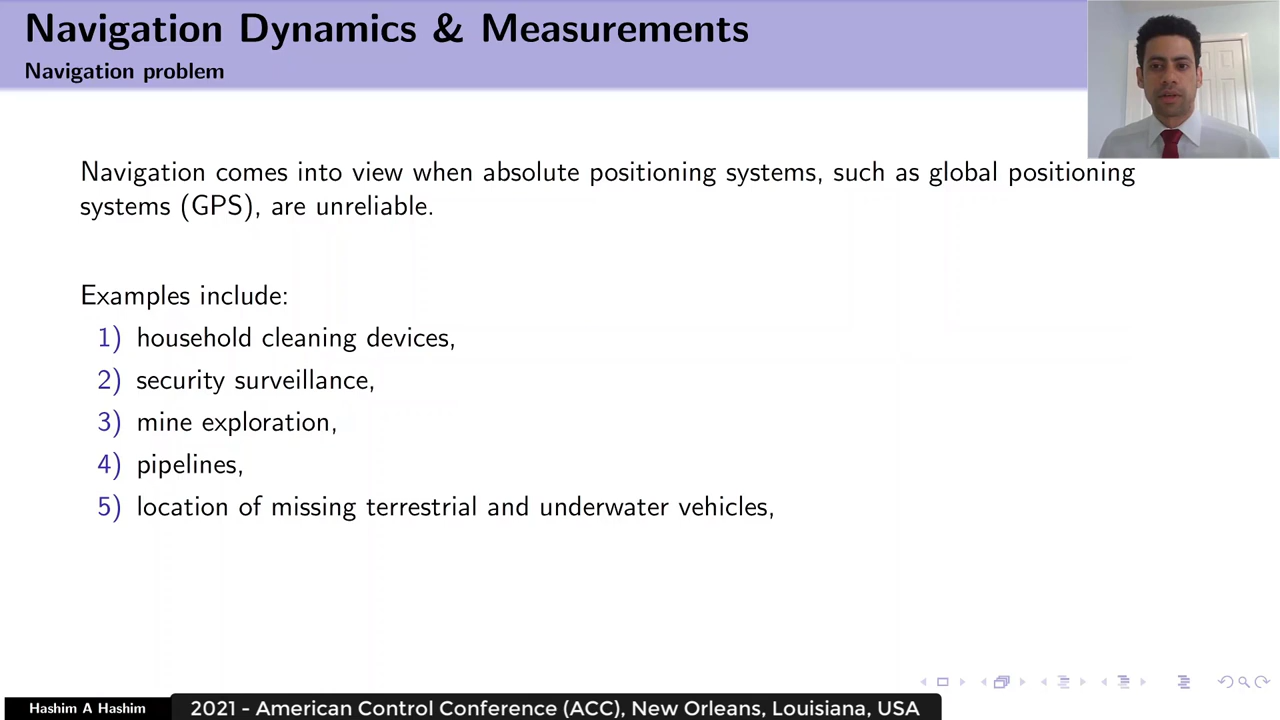 Navigation Dynamics & Measurements
Navigation problem
Navigation comes into view when absolute positioning systems, such as global positioning
systems (GPS), are unreliable.
Examples include:
1) household cleaning devices,
2) security surveillance,
3) mine exploration,
4) pipelines,
5) location of missing terrestrial and underwater vehicles,
Hashim A Hashim
2021 - American Control Conference (ACC), New Orleans, Louisiana, USA